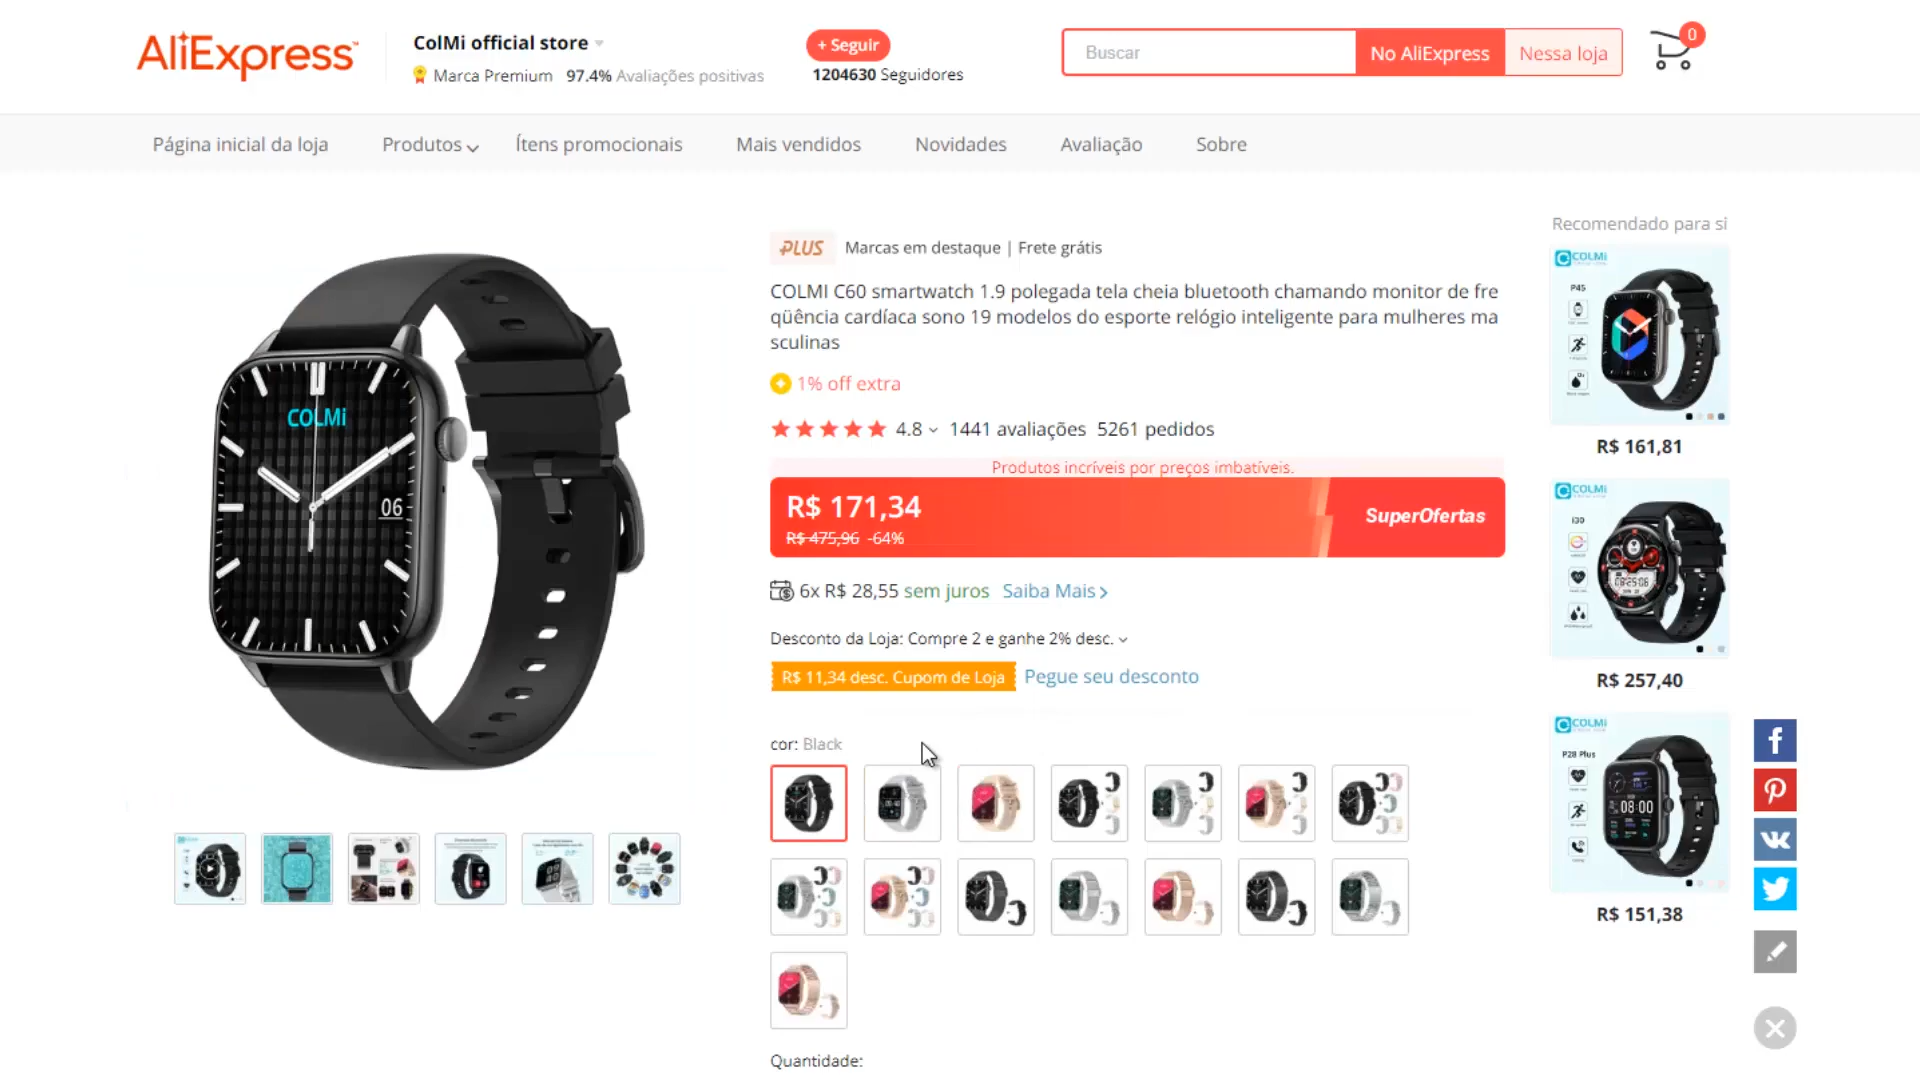 AliExpress™
ColMi official store
Marca Premium 97.4% Avaliações positivas
+ Seguir
1204630 Seguidores
Buscar
No AliExpress
Nessa loja
0
Página inicial da loja
Produtos
Ítens promocionais
Mais vendidos
Novidades
Avaliação
Sobre
COLMi
06
PLUS Marcas em destaque | Frete grátis
COLMI C60 smartwatch 1.9 polegada tela cheia bluetooth chamando monitor de fre
qüência cardíaca sono 19 modelos do esporte relógio inteligente para mulheres ma
sculinas
1% off extra
4.8 1441 avaliações 5261 pedidos
Produtos incríveis por preços imbatíveis.
R$ 171,34
R$ 475,96 -64%
SuperOfertas
6x R$ 28,55 sem juros Saiba Mais
Desconto da Loja: Compre 2 e ganhe 2% desc.
R$ 11,34 desc. Cupom de Loja Pegue seu desconto
cor: Black
Quantidade:
Recomendado para si
COLMi
P45
R$ 161,81
COLMi
I30
08:25:06
R$ 257,40
COLMi
P28 Plus
08:00
R$ 151,38